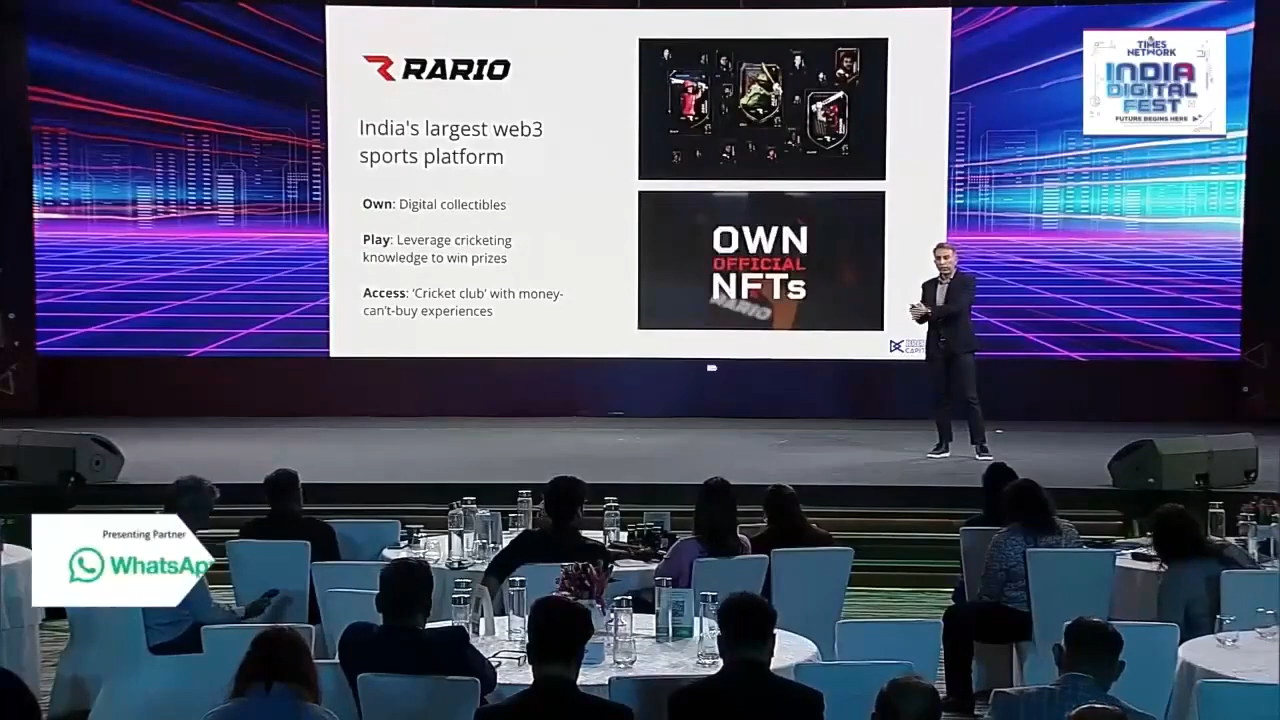 RARIO
India's largest web3
sports platform
Own: Digital collectibles
Play: Leverage cricketing
knowledge to win prizes
Access: ‘Cricket club’ with money-
can't-buy experiences
OWN
OFFICIAL
NFTs
RARIO
TIMES
NETWORK
INDIA
DIGITAL
FEST
FUTURE BEGINS HERE
Presenting Partner
WhatsAp